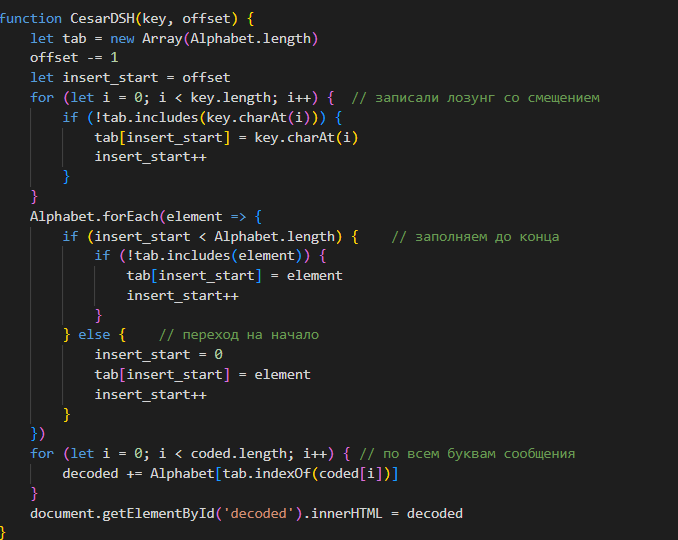 function CesarDSH(key, offset) {
    let tab = new Array(Alphabet.length)
    offset -= 1
    let insert_start = offset
    for (let i = 0; i < key.length; i++) {  // записали лозунг со смещением
        if (!tab.includes(key.charAt(i))) {
            tab[insert_start] = key.charAt(i)
            insert_start++
        }
    }
    Alphabet.forEach(element => {
        if (insert_start < Alphabet.length) {    // заполняем до конца
            if (!tab.includes(element)) {
                tab[insert_start] = element
                insert_start++
            }
        } else {    // переход на начало
            insert_start = 0
            tab[insert_start] = element
            insert_start++
        }
    })
    for (let i = 0; i < coded.length; i++) { // по всем буквам сообщения
        decoded += Alphabet[tab.indexOf(coded[i])]
    }
    document.getElementById('decoded').innerHTML = decoded
}